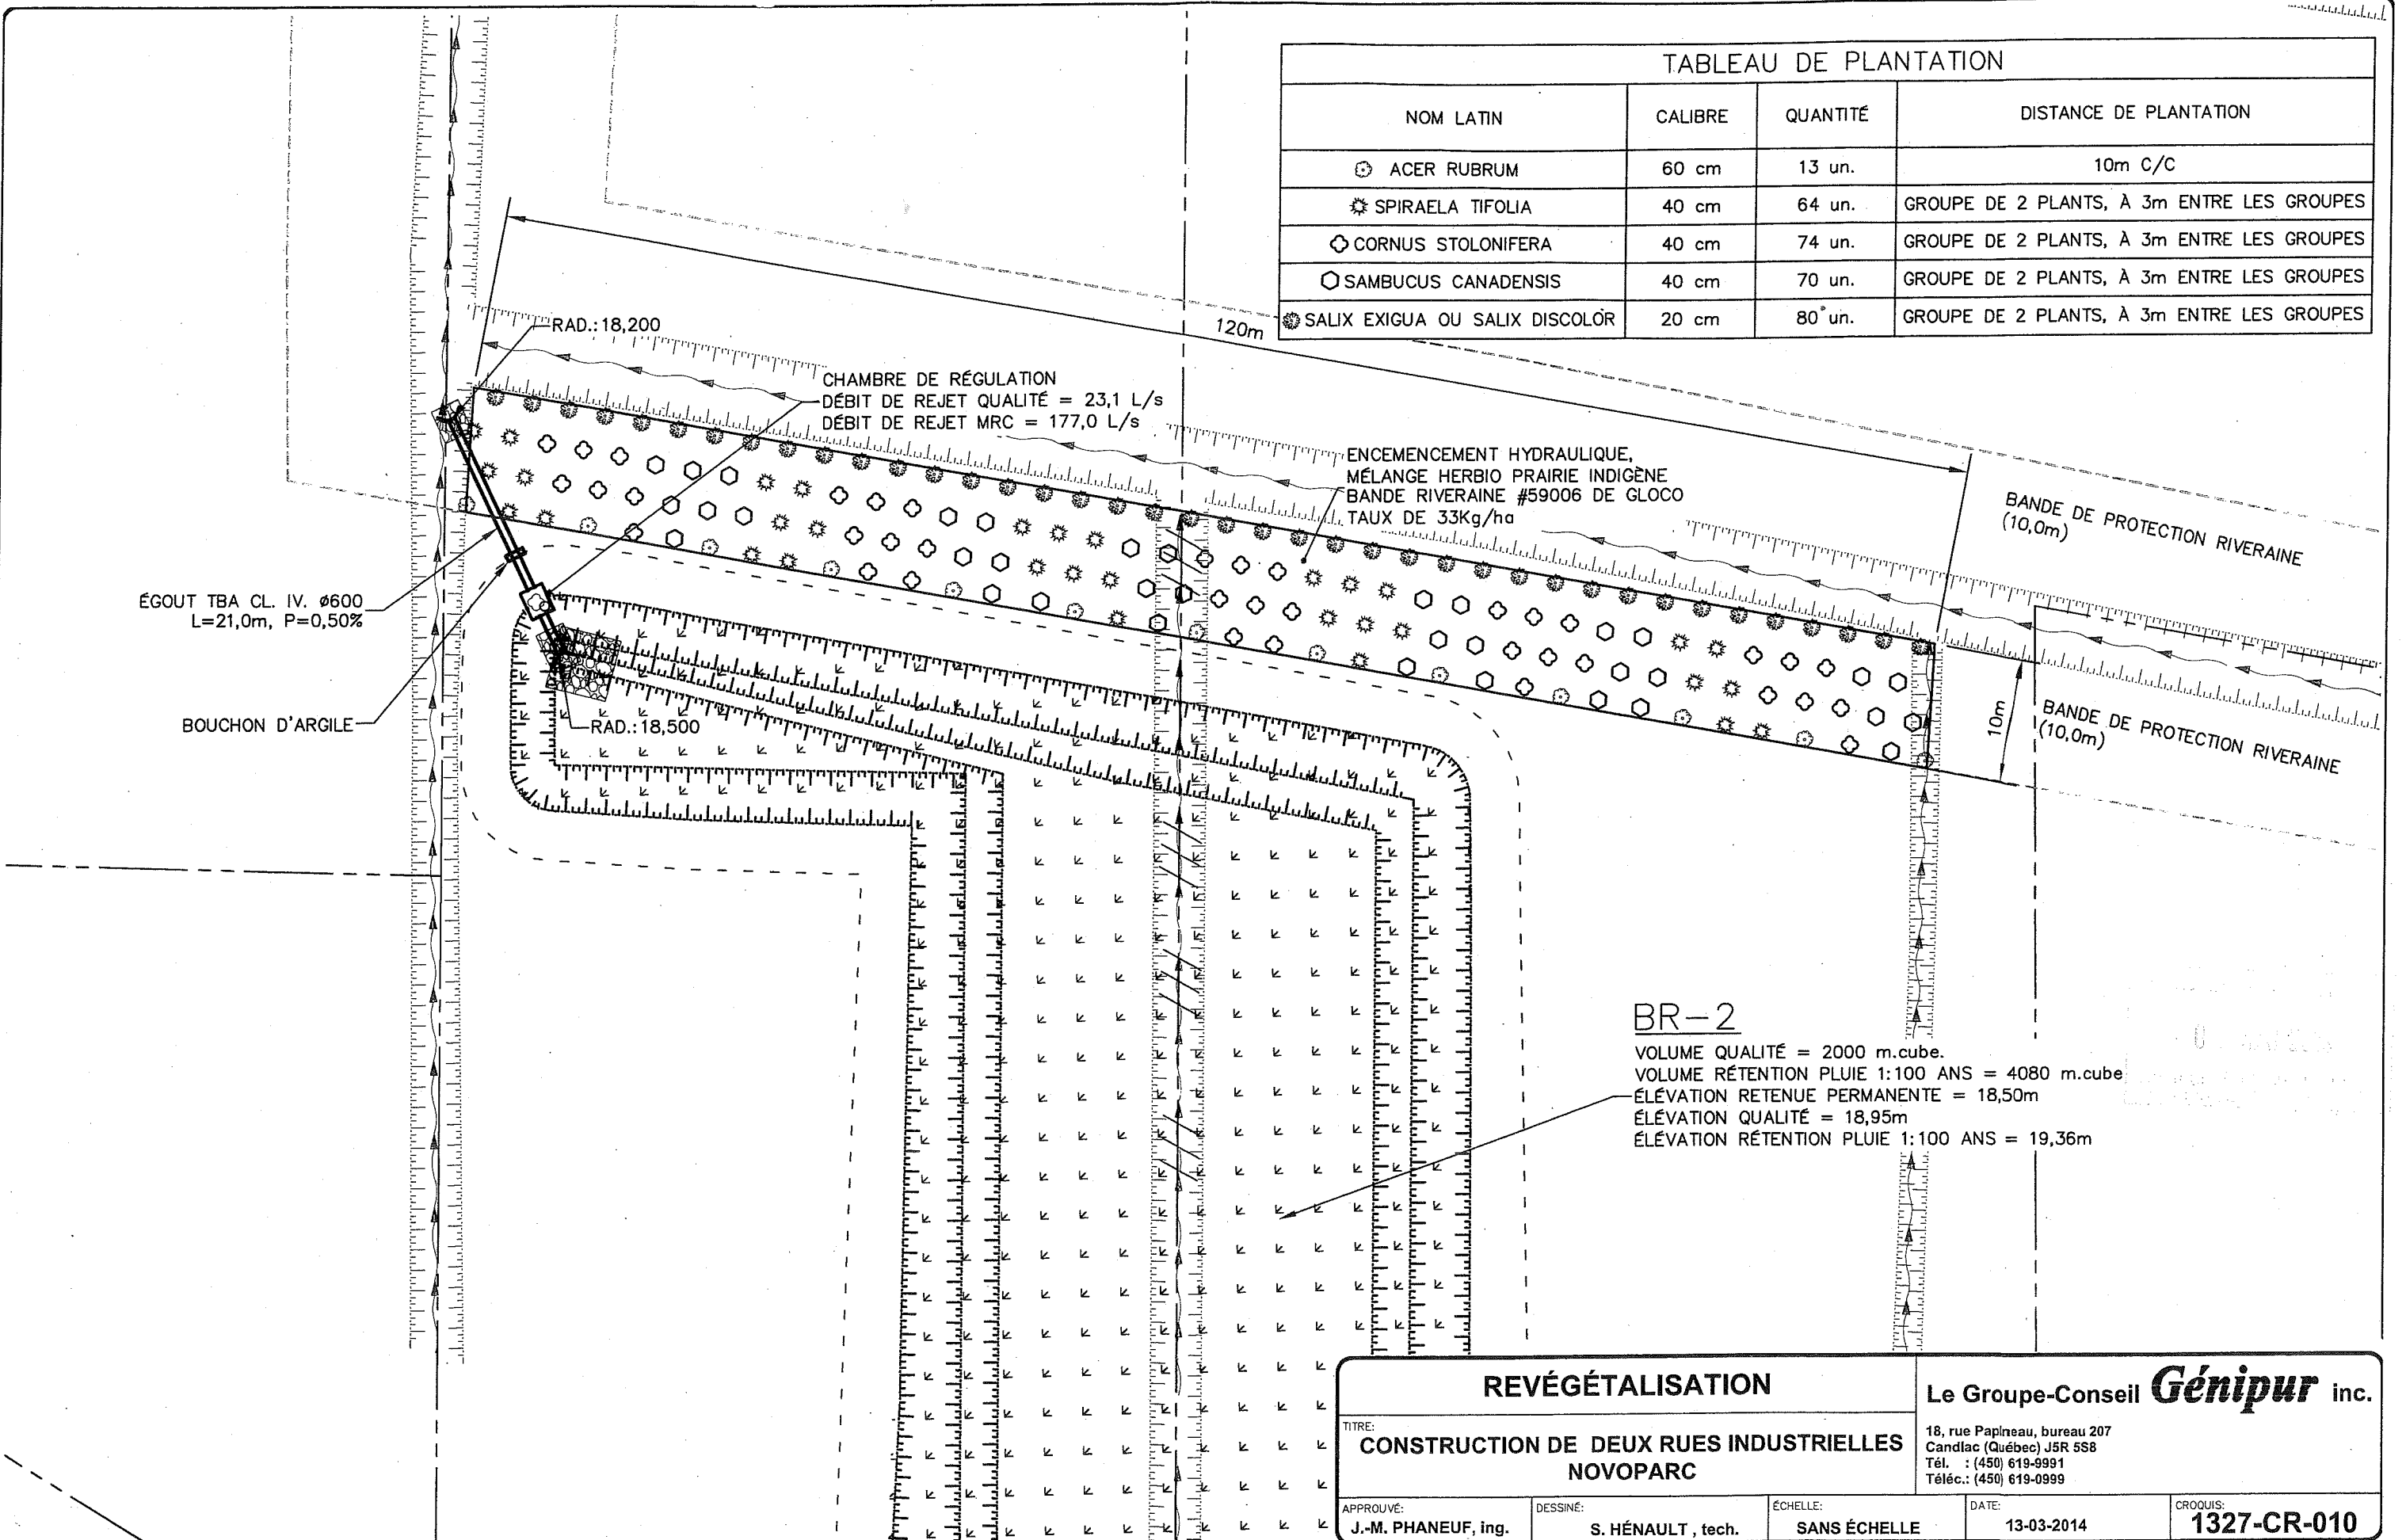 TABLEAU DE PLANTATION
NOM LATIN CALIBRE QUANTITÉ DISTANCE DE PLANTATION
ACER RUBRUM 60 cm 13 un. 10m C/C
SPIRAELA TIFOLIA 40 cm 64 un. GROUPE DE 2 PLANTS, À 3m ENTRE LES GROUPES
CORNUS STOLONIFERA 40 cm 74 un. GROUPE DE 2 PLANTS, À 3m ENTRE LES GROUPES
SAMBUCUS CANADENSIS 40 cm 70 un. GROUPE DE 2 PLANTS, À 3m ENTRE LES GROUPES
SALIX EXIGUA OU SALIX DISCOLOR 20 cm 80 un. GROUPE DE 2 PLANTS, À 3m ENTRE LES GROUPES
120m
RAD.:18,200
CHAMBRE DE RÉGULATION
DÉBIT DE REJET QUALITÉ = 23,1 L/s
DÉBIT DE REJET MRC = 177,0 L/s
ENCEMENCEMENT HYDRAULIQUE,
MÉLANGE HERBIO PRAIRIE INDIGÈNE
BANDE RIVERAINE #59006 DE GLOCO
TAUX DE 33Kg/ha
BANDE DE PROTECTION RIVERAINE
(10,0m)
ÉGOUT TBA CL. IV. ø600
L=21,0m, P=0,50%
BOUCHON D'ARGILE
RAD.:18,500
10m
BANDE DE PROTECTION RIVERAINE
(10,0m)
BR-2
VOLUME QUALITÉ = 2000 m.cube.
VOLUME RÉTENTION PLUIE 1:100 ANS = 4080 m.cube
ÉLÉVATION RETENUE PERMANENTE = 18,50m
ÉLÉVATION QUALITÉ = 18,95m
ÉLÉVATION RÉTENTION PLUIE 1:100 ANS = 19,36m
REVÉGÉTALISATION
TITRE:
CONSTRUCTION DE DEUX RUES INDUSTRIELLES
NOVOPARC
Le Groupe-Conseil Génipur inc.
18, rue Papineau, bureau 207
Candiac (Québec) J5R 5S8
Tél. : (450) 619-9991
Téléc.: (450) 619-0999
APPROUVÉ: DESSINÉ: ÉCHELLE: DATE: CROQUIS:
J.-M. PHANEUF, ing. S. HÉNAULT , tech. SANS ÉCHELLE 13-03-2014 1327-CR-010